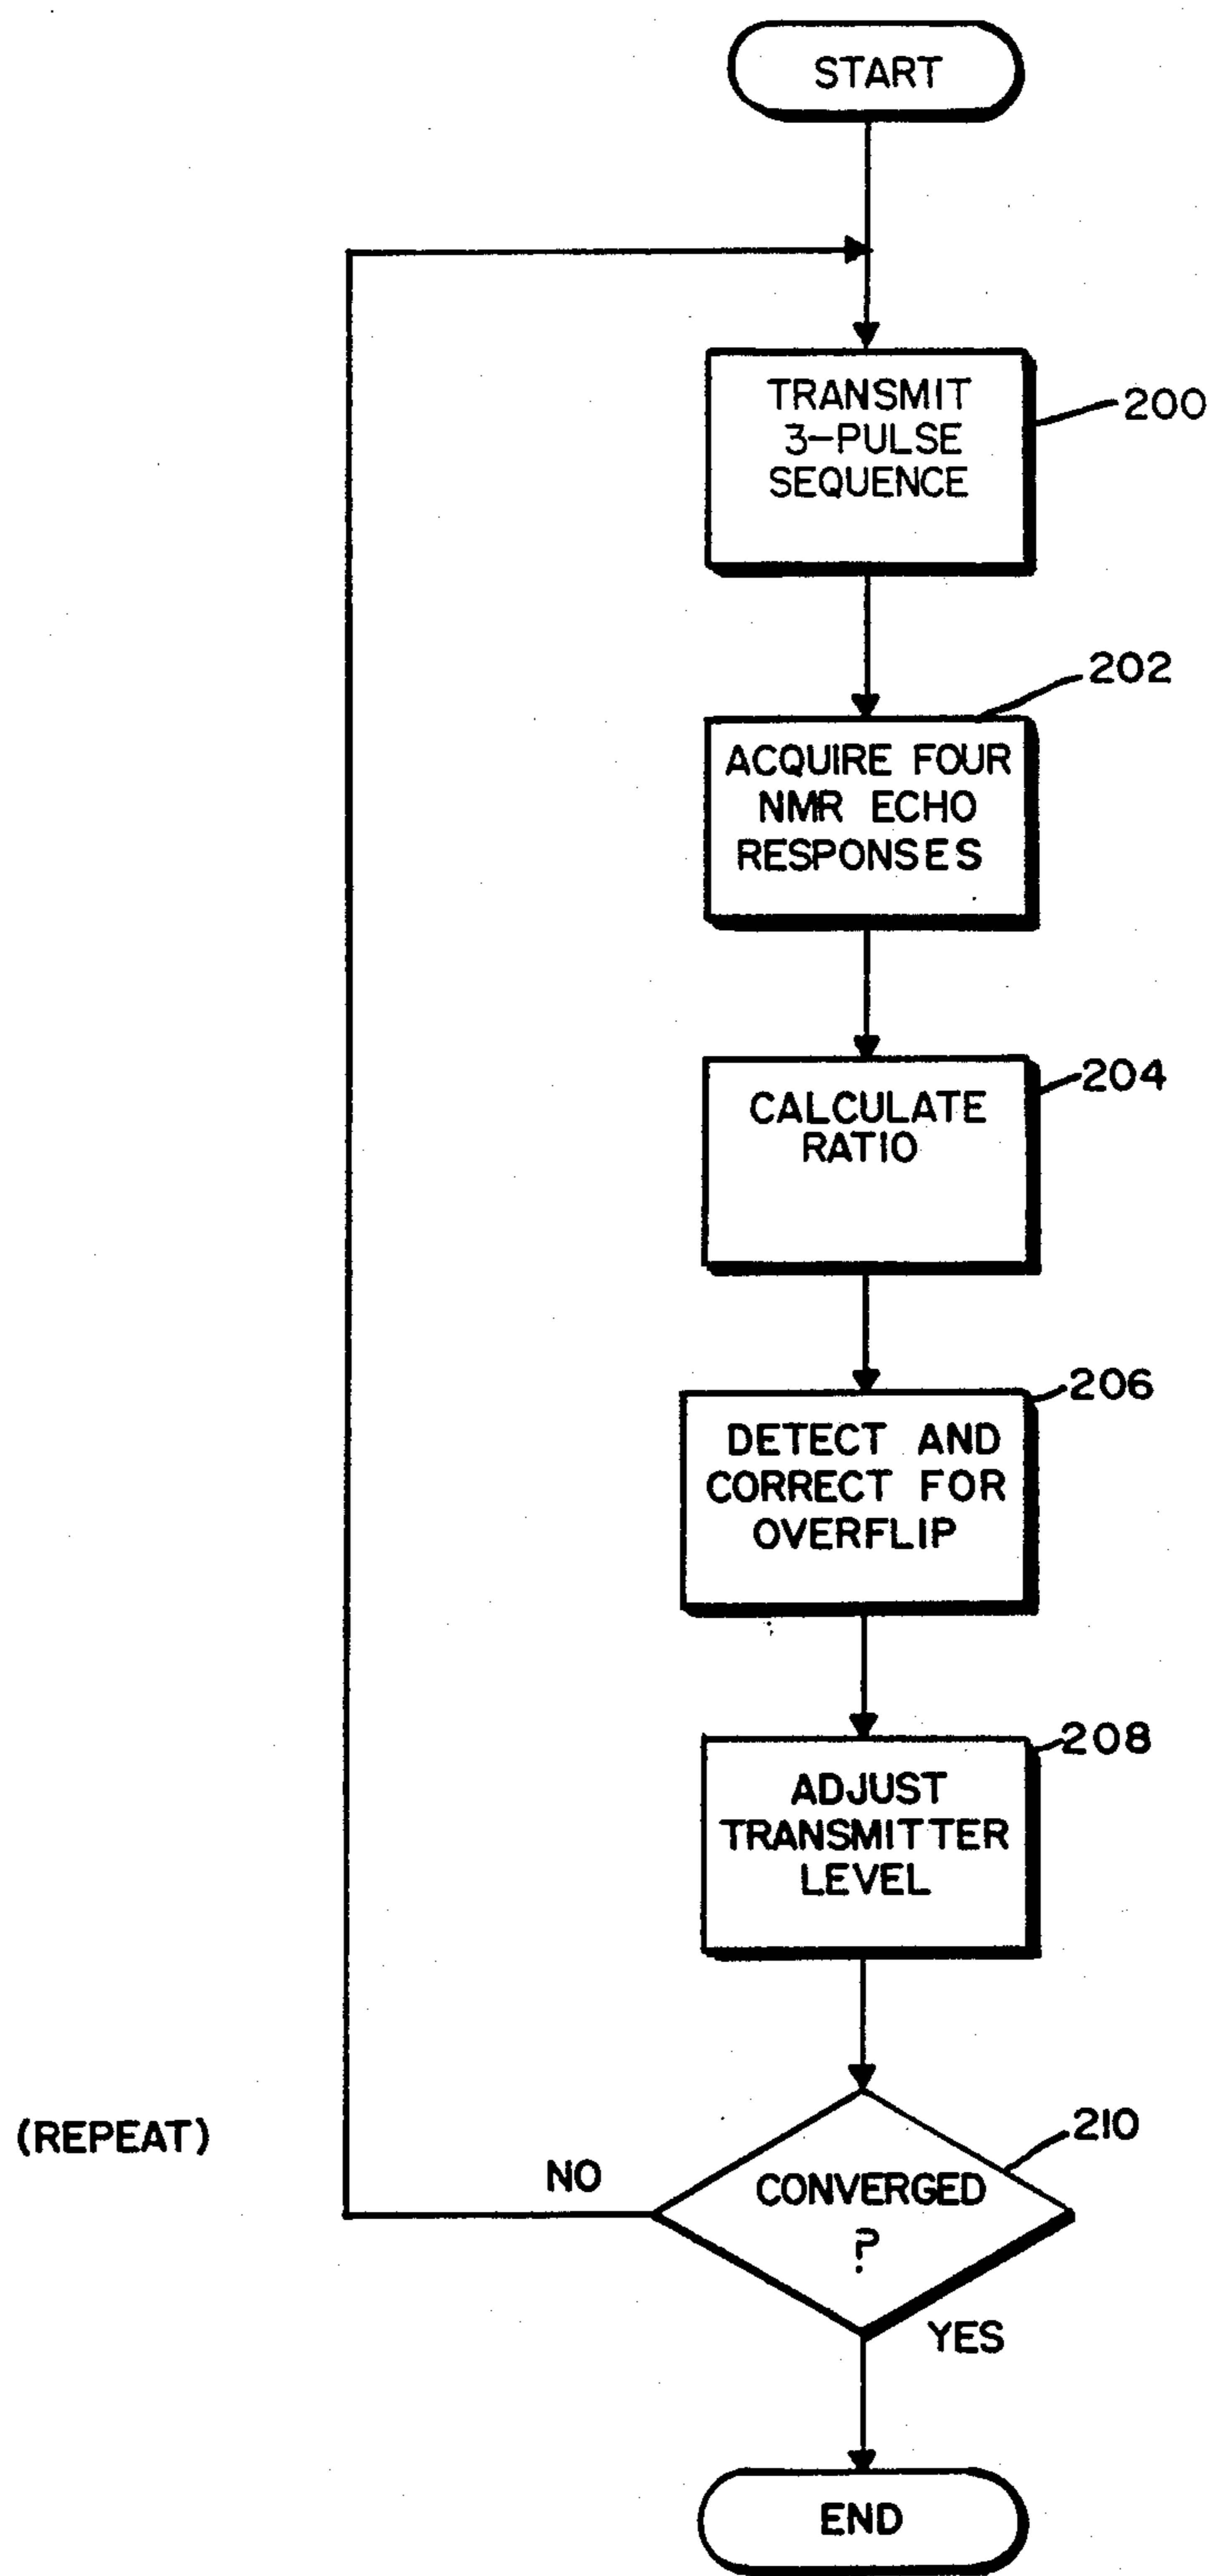 START
TRANSMIT
3-PULSE
SEQUENCE
200
202
ACQUIRE FOUR
NMR ECHO
RESPONSES
204
CALCULATE
RATIO
206
DETECT AND
CORRECT FOR
OVERFLIP
208
ADJUST
TRANSMITTER
LEVEL
210
(REPEAT)
NO
CONVERGED
?
YES
END